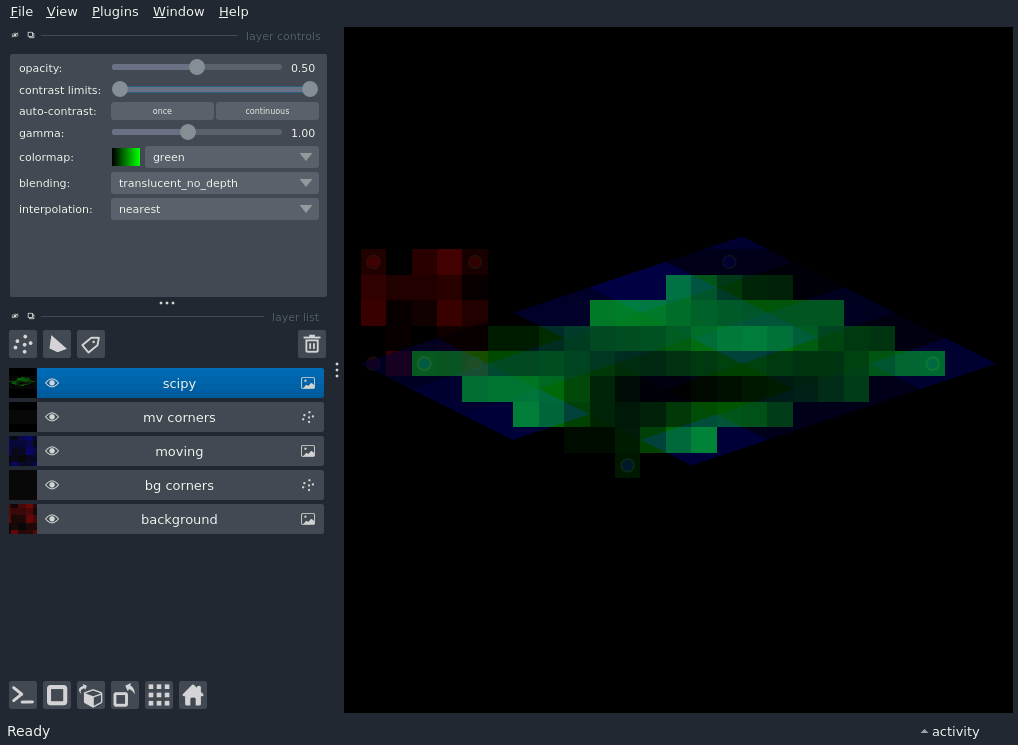 File View Plugins Window Help
layer controls
opacity: 0.50
contrast limits:
auto-contrast: once continuous
gamma: 1.00
colormap: green
blending: translucent_no_depth
interpolation: nearest
layer list
scipy
mv corners
moving
bg corners
background
Ready
activity